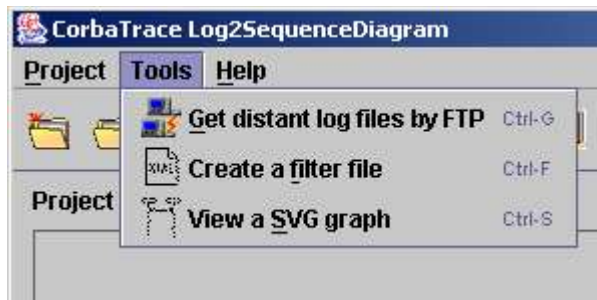 CorbaTrace Log2SequenceDiagram
Project Tools Help
Get distant log files by FTP Ctrl-G
Create a filter file Ctrl-F
View a SVG graph Ctrl-S
Project